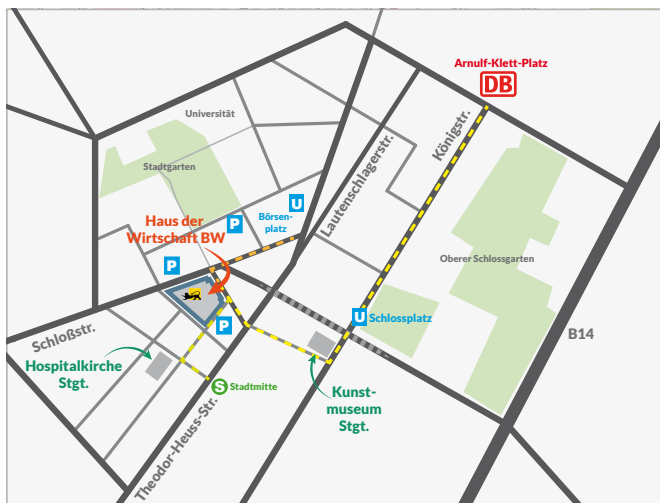 Arnulf-Klett-Platz
DB
Universität
Königstr.
Lautenschlagerstr.
Stadtgarten
U
P
Börsen-
platz
Haus der
Wirtschaft BW
Oberer Schlossgarten
P
P
U Schlossplatz
B14
Schloßstr.
Hospitalkirche
Stgt.
S Stadtmitte
Kunst-
museum
Stgt.
Theodor-Heuss-Str.